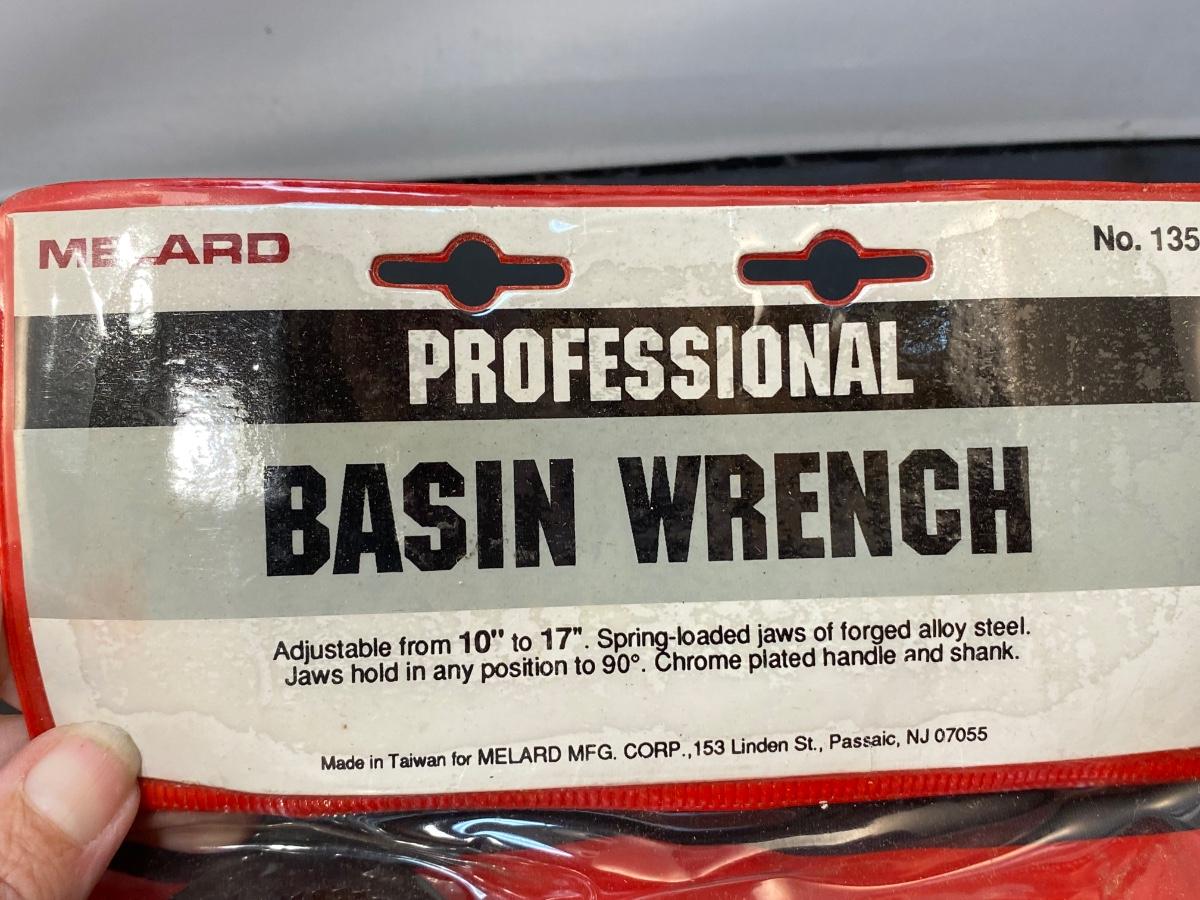 MELARD
No. 135
PROFESSIONAL
BASIN WRENCH
Adjustable from 10" to 17". Spring-loaded jaws of forged alloy steel.
Jaws hold in any position to 90°. Chrome plated handle and shank.
Made in Taiwan for MELARD MFG. CORP.,153 Linden St., Passaic, NJ 07055